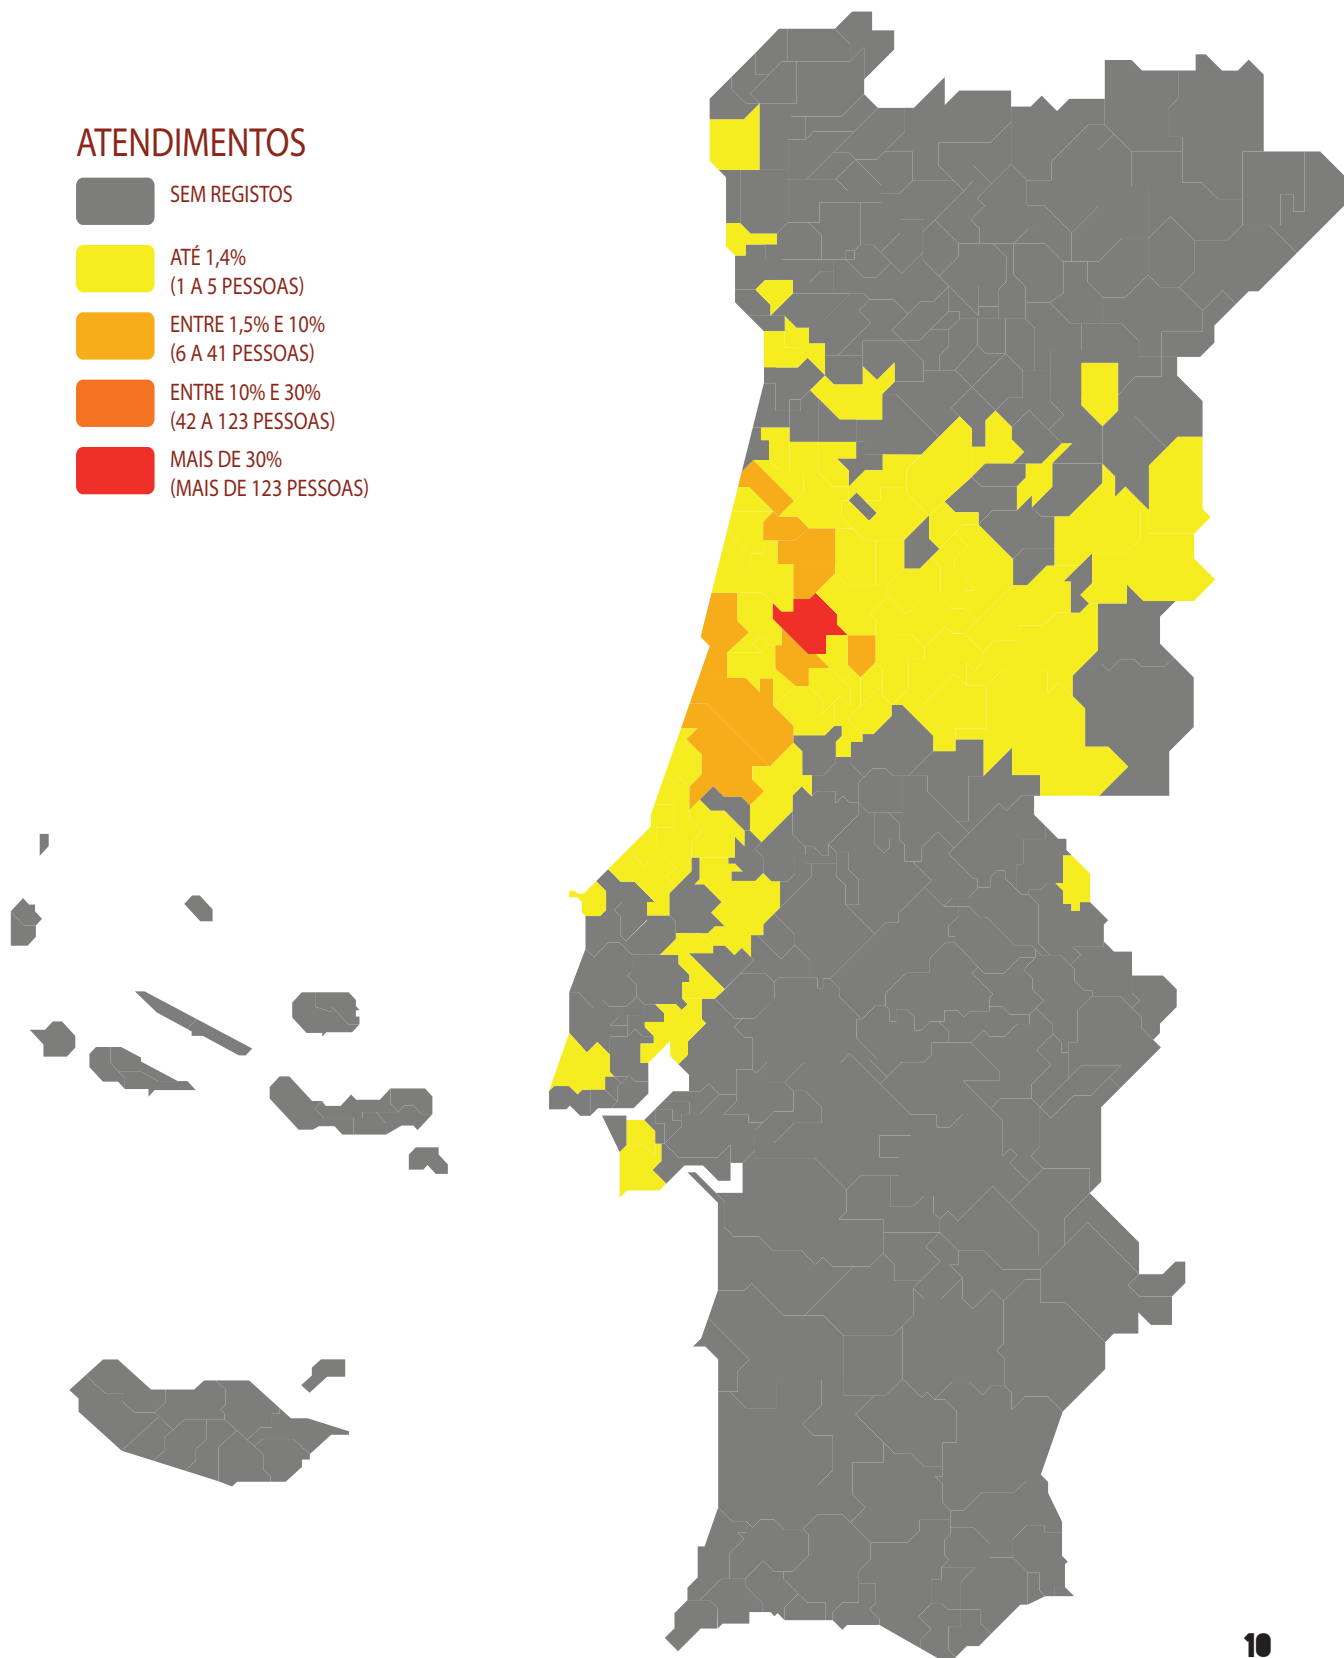 ATENDIMENTOS
SEM REGISTOS
ATÉ 1,4%
(1 A 5 PESSOAS)
ENTRE 1,5% E 10%
(6 A 41 PESSOAS)
ENTRE 10% E 30%
(42 A 123 PESSOAS)
MAIS DE 30%
(MAIS DE 123 PESSOAS)
10